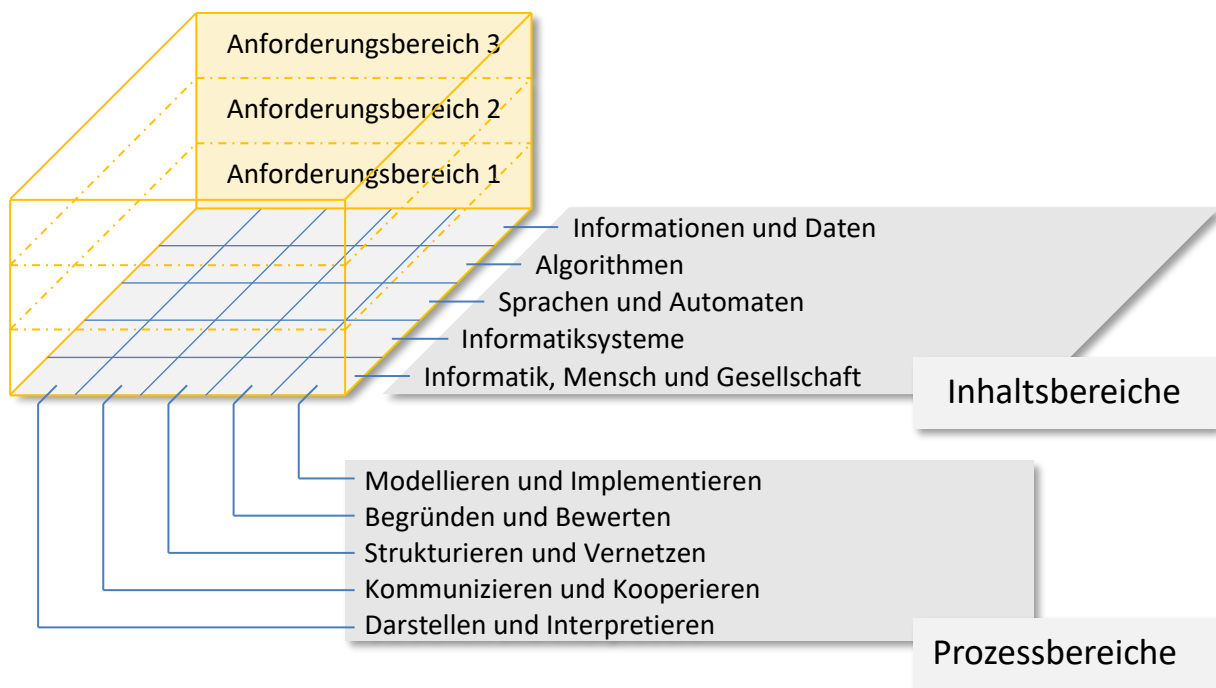 Anforderungsbereich 3
Anforderungsbereich 2
Anforderungsbereich 1
Informationen und Daten
Algorithmen
Sprachen und Automaten
Informatiksysteme
Informatik, Mensch und Gesellschaft
Inhaltsbereiche
Modellieren und Implementieren
Begründen und Bewerten
Strukturieren und Vernetzen
Kommunizieren und Kooperieren
Darstellen und Interpretieren
Prozessbereiche